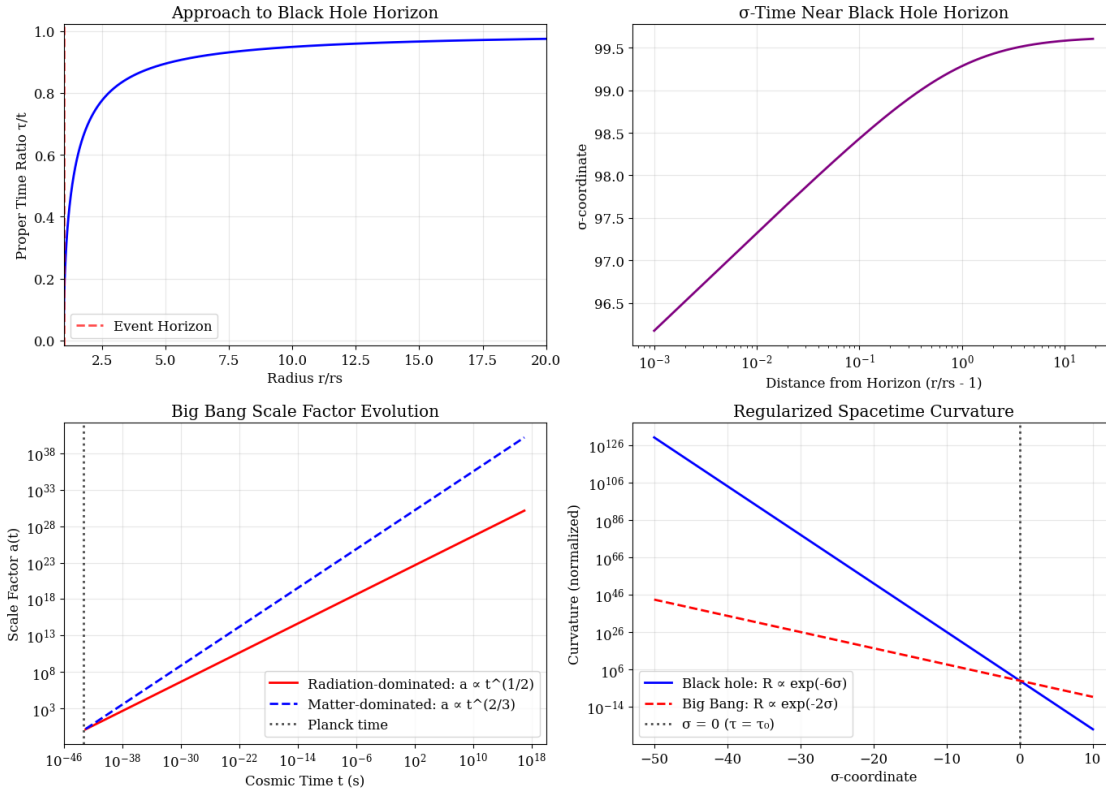 Approach to Black Hole Horizon
Proper Time Ratio τ/t
1.0
0.8
0.6
0.4
0.2
0.0
Event Horizon
2.5 5.0 7.5 10.0 12.5 15.0 17.5 20.0
Radius r/rs
σ-Time Near Black Hole Horizon
σ-coordinate
99.5
99.0
98.5
98.0
97.5
97.0
96.5
10⁻³ 10⁻² 10⁻¹ 10⁰ 10¹
Distance from Horizon (r/rs - 1)
Big Bang Scale Factor Evolution
Scale Factor a(t)
10³⁸
10³³
10²⁸
10²³
10¹⁸
10¹³
10⁸
10³
Radiation-dominated: a ∝ t^(1/2)
Matter-dominated: a ∝ t^(2/3)
Planck time
10⁻⁴⁶ 10⁻³⁸ 10⁻³⁰ 10⁻²² 10⁻¹⁴ 10⁻⁶ 10² 10¹⁰ 10¹⁸
Cosmic Time t (s)
Regularized Spacetime Curvature
Curvature (normalized)
10¹²⁶
10¹⁰⁶
10⁸⁶
10⁶⁶
10⁴⁶
10²⁶
10⁶
10⁻¹⁴
Black hole: R ∝ exp(-6σ)
Big Bang: R ∝ exp(-2σ)
σ = 0 (τ = τ₀)
−50 −40 −30 −20 −10 0 10
σ-coordinate